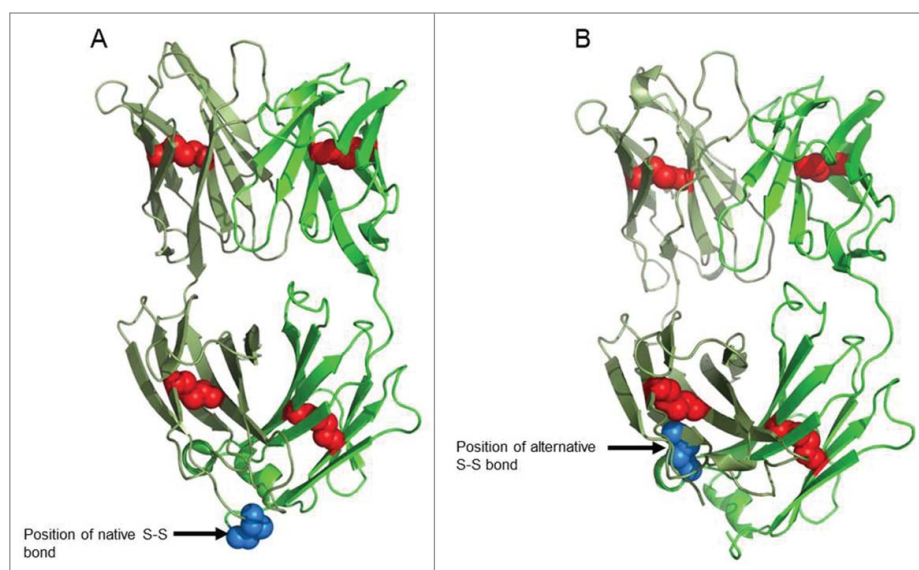 A
B
Position of native S-S
bond
Position of alternative
S-S bond